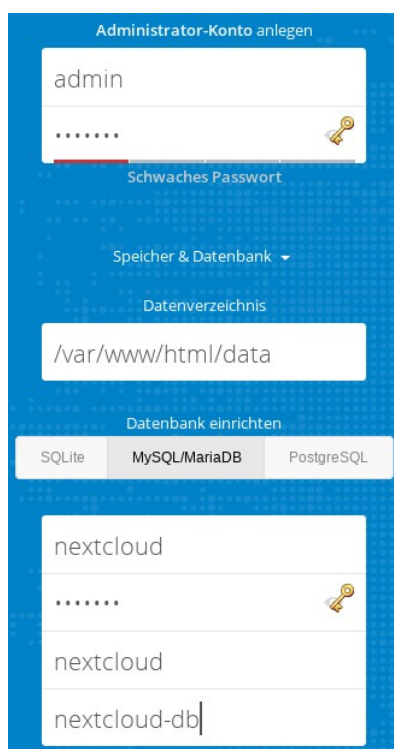 Administrator-Konto anlegen
admin
•••••••
Schwaches Passwort
Speicher & Datenbank
Datenverzeichnis
/var/www/html/data
Datenbank einrichten
SQLite MySQL/MariaDB PostgreSQL
nextcloud
•••••••
nextcloud
nextcloud-db